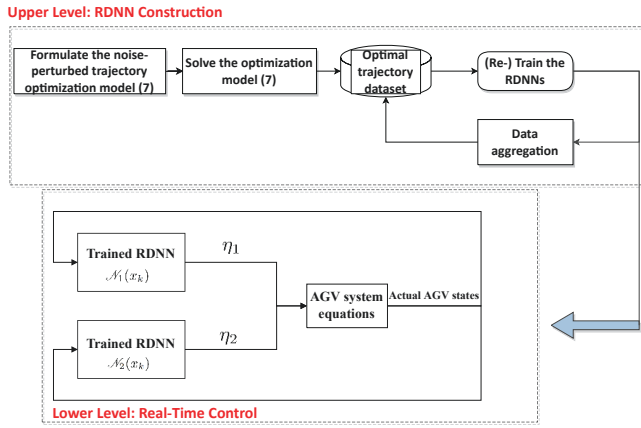 Upper Level: RDNN Construction
Formulate the noise-
perturbed trajectory
optimization model (7)
Solve the optimization
model (7)
Optimal
trajectory
dataset
(Re-) Train the
RDNNs
Data
aggregation
Trained RDNN
𝒩₁(xₖ)
η₁
AGV system
equations
Actual AGV states
Trained RDNN
𝒩₂(xₖ)
η₂
Lower Level: Real-Time Control